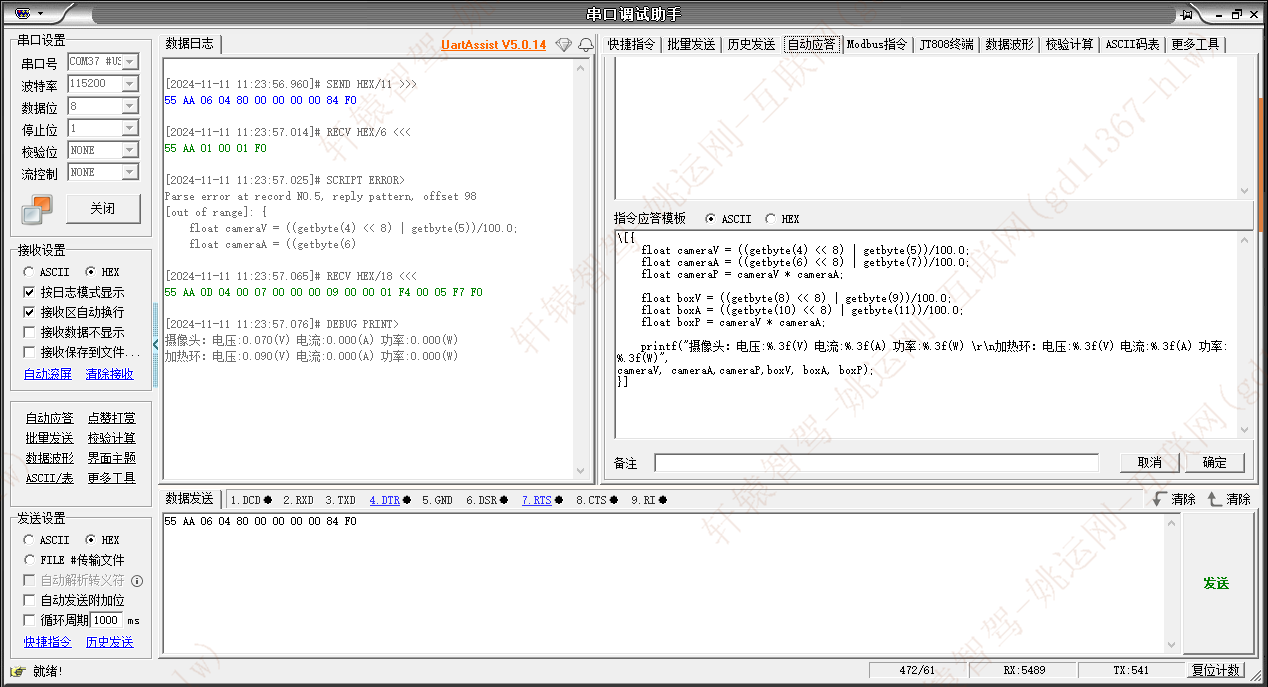 串口调试助手
串口设置
串口号 COM37 #US
波特率 115200
数据位 8
停止位 1
校验位 NONE
流控制 NONE
关闭
接收设置
ASCII HEX
按日志模式显示
接收区自动换行
接收数据不显示
接收保存到文件...
自动滚屏 清除接收
自动应答 点赞打赏
批量发送 校验计算
数据波形 界面主题
ASCII/表 更多工具
发送设置
ASCII HEX
FILE #传输文件
自动解析转义符
自动发送附加位
循环周期 1000 ms
快捷指令 历史发送
就绪!
数据日志 UartAssist V5.0.14
[2024-11-11 11:23:56.960]# SEND HEX/11 >>>
55 AA 06 04 80 00 00 00 00 84 F0
[2024-11-11 11:23:57.014]# RECV HEX/6 <<<
55 AA 01 00 01 F0
[2024-11-11 11:23:57.025]# SCRIPT ERROR>
Parse error at record NO.5, reply pattern, offset 98
[out of range]: {
float cameraV = ((getbyte(4) << 8) | getbyte(5))/100.0;
float cameraA = ((getbyte(6)
[2024-11-11 11:23:57.065]# RECV HEX/18 <<<
55 AA 0D 04 00 07 00 00 00 09 00 00 01 F4 00 05 F7 F0
[2024-11-11 11:23:57.076]# DEBUG PRINT>
摄像头：电压:0.070(V) 电流:0.000(A) 功率:0.000(W)
加热环：电压:0.090(V) 电流:0.000(A) 功率:0.000(W)
快捷指令 批量发送 历史发送 自动应答 Modbus指令 JT808终端 数据波形 校验计算 ASCII码表 更多工具
指令应答模板 ASCII HEX
\[{
float cameraV = ((getbyte(4) << 8) | getbyte(5))/100.0;
float cameraA = ((getbyte(6) << 8) | getbyte(7))/100.0;
float cameraP = cameraV * cameraA;
float boxV = ((getbyte(8) << 8) | getbyte(9))/100.0;
float boxA = ((getbyte(10) << 8) | getbyte(11))/100.0;
float boxP = cameraV * cameraA;
printf("摄像头：电压:%.3f(V) 电流:%.3f(A) 功率:%.3f(W) \r\n加热环：电压:%.3f(V) 电流:%.3f(A) 功率:
%.3f(W)",
cameraV, cameraA,cameraP,boxV, boxA, boxP);
}]
备注 取消 确定
数据发送 1.DCD 2.RXD 3.TXD 4.DTR 5.GND 6.DSR 7.RTS 8.CTS 9.RI 清除 清除
55 AA 06 04 80 00 00 00 00 84 F0
发送
472/61 RX:5489 TX:541 复位计数
轩辕智驾-姚运刚-互联网(gd11367-hlw)
轩辕智驾-姚运刚-互联网(gd
轩辕智驾-姚运刚-互联网
hlw)